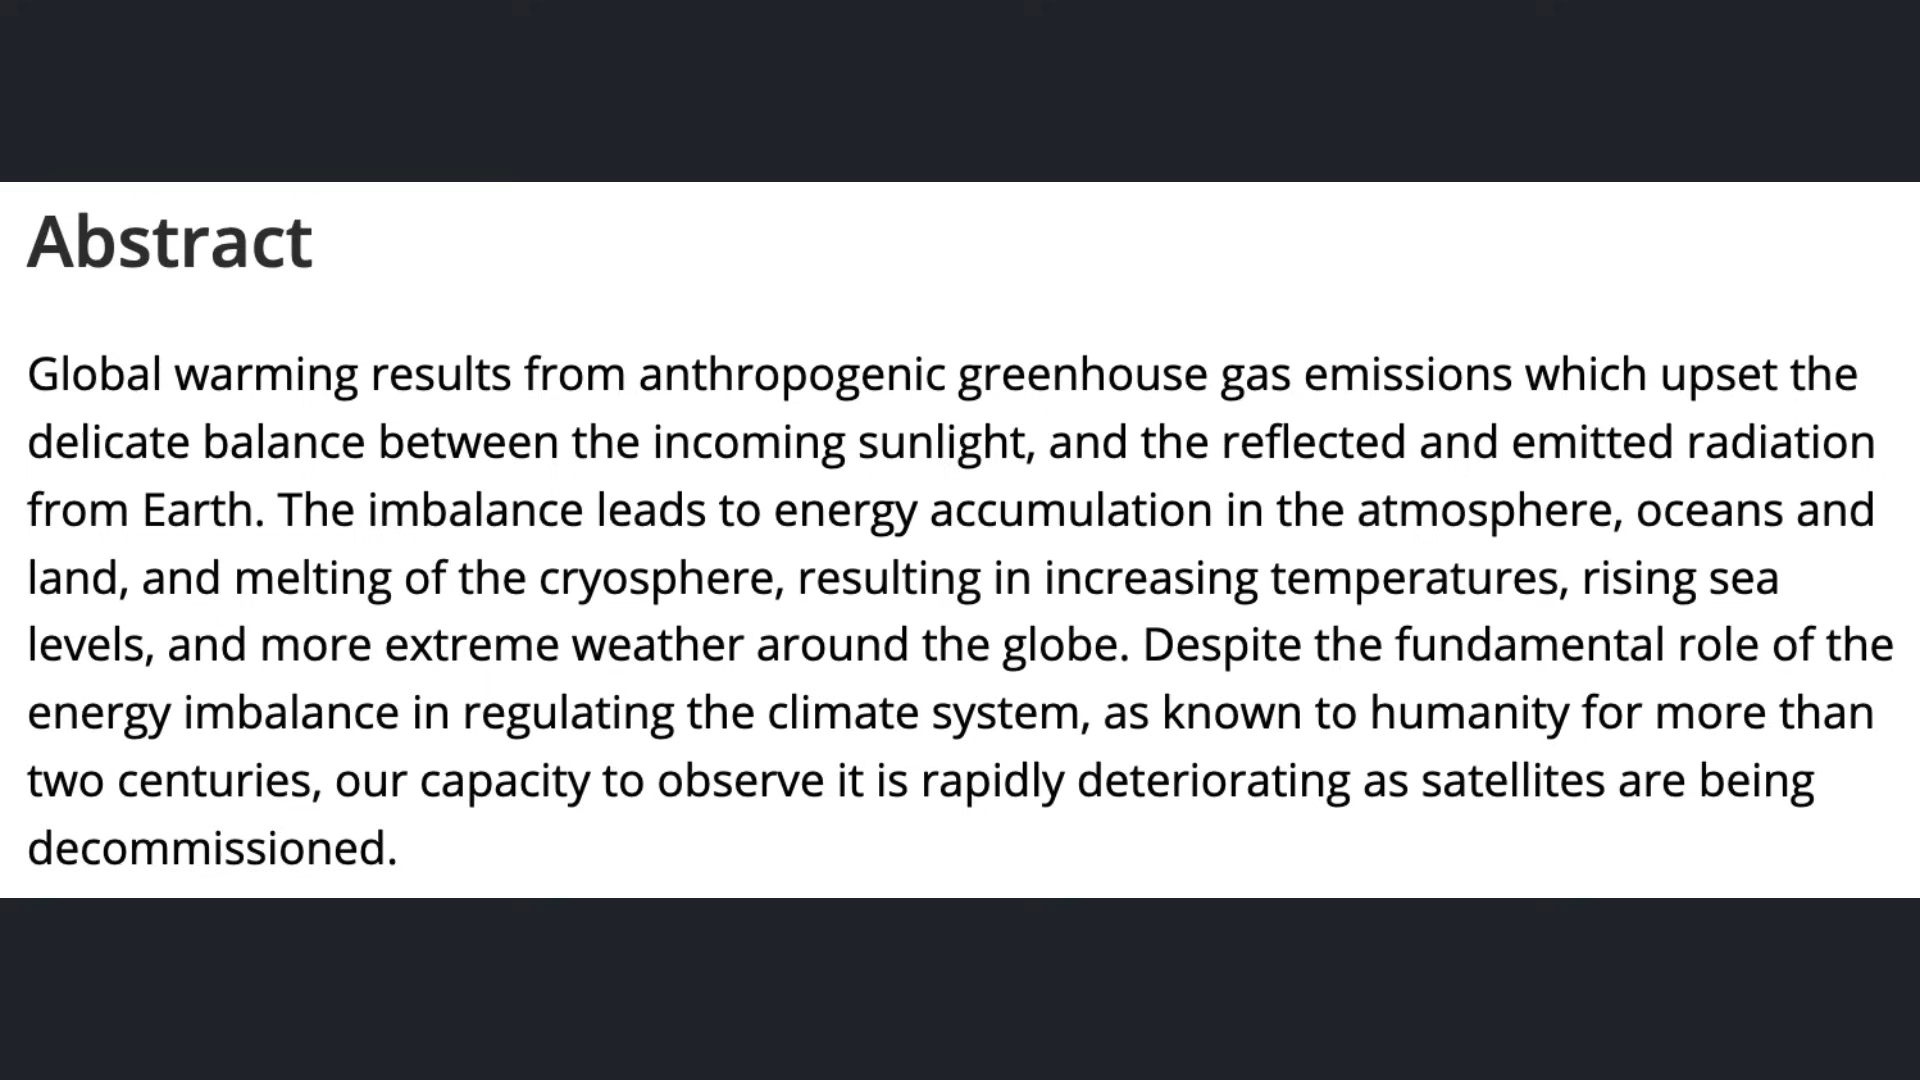 Abstract
Global warming results from anthropogenic greenhouse gas emissions which upset the
delicate balance between the incoming sunlight, and the reflected and emitted radiation
from Earth. The imbalance leads to energy accumulation in the atmosphere, oceans and
land, and melting of the cryosphere, resulting in increasing temperatures, rising sea
levels, and more extreme weather around the globe. Despite the fundamental role of the
energy imbalance in regulating the climate system, as known to humanity for more than
two centuries, our capacity to observe it is rapidly deteriorating as satellites are being
decommissioned.